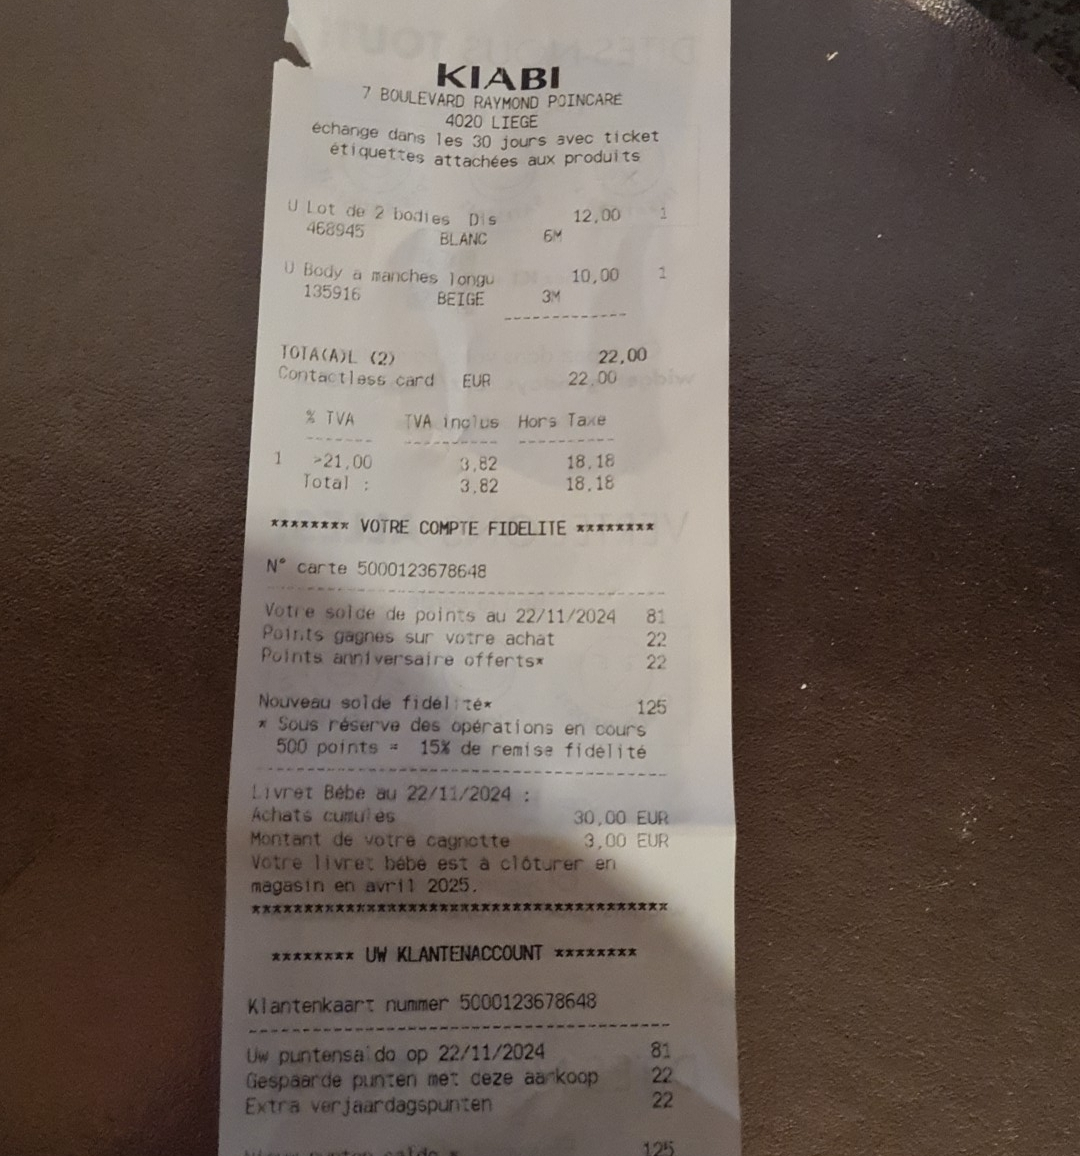 KIABI
7 BOULEVARD RAYMOND POINCARE
4020 LIEGE
échange dans les 30 jours avec ticket
étiquettes attachées aux produits
U Lot de 2 bodies Dis 12,00 1
468945 BLANC 6M
U Body a manches longu 10,00 1
135916 BEIGE 3M
------------
TOTA(A)L (2) 22,00
Contactless card EUR 22,00
% TVA TVA inclus Hors Taxe
------- ---------- ----------
1 >21,00 3,82 18,18
Total : 3,82 18,18
******** VOTRE COMPTE FIDELITE ********
N° carte 5000123678648
----------------------------------------
Votre solde de points au 22/11/2024 81
Points gagnes sur votre achat 22
Points anniversaire offerts* 22
Nouveau solde fidélité* 125
* Sous réserve des opérations en cours
500 points = 15% de remise fidélité
----------------------------------------
Livret Bébé au 22/11/2024 :
Achats cumulés 30,00 EUR
Montant de votre cagnotte 3,00 EUR
Votre livret bébé est à clôturer en
magasin en avril 2025.
****************************************
******** UW KLANTENACCOUNT ********
Klantenkaart nummer 5000123678648
----------------------------------------
Uw puntensaldo op 22/11/2024 81
Gespaarde punten met deze aankoop 22
Extra verjaardagspunten 22
125